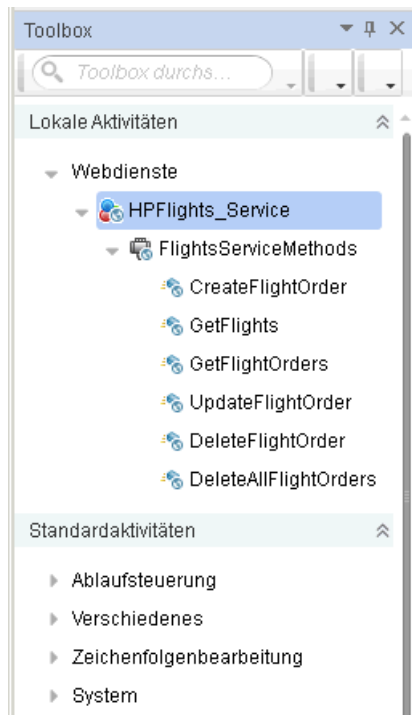 Toolbox
Toolbox durchs...
Lokale Aktivitäten
Webdienste
HPFlights_Service
FlightsServiceMethods
CreateFlightOrder
GetFlights
GetFlightOrders
UpdateFlightOrder
DeleteFlightOrder
DeleteAllFlightOrders
Standardaktivitäten
Ablaufsteuerung
Verschiedenes
Zeichenfolgenbearbeitung
System